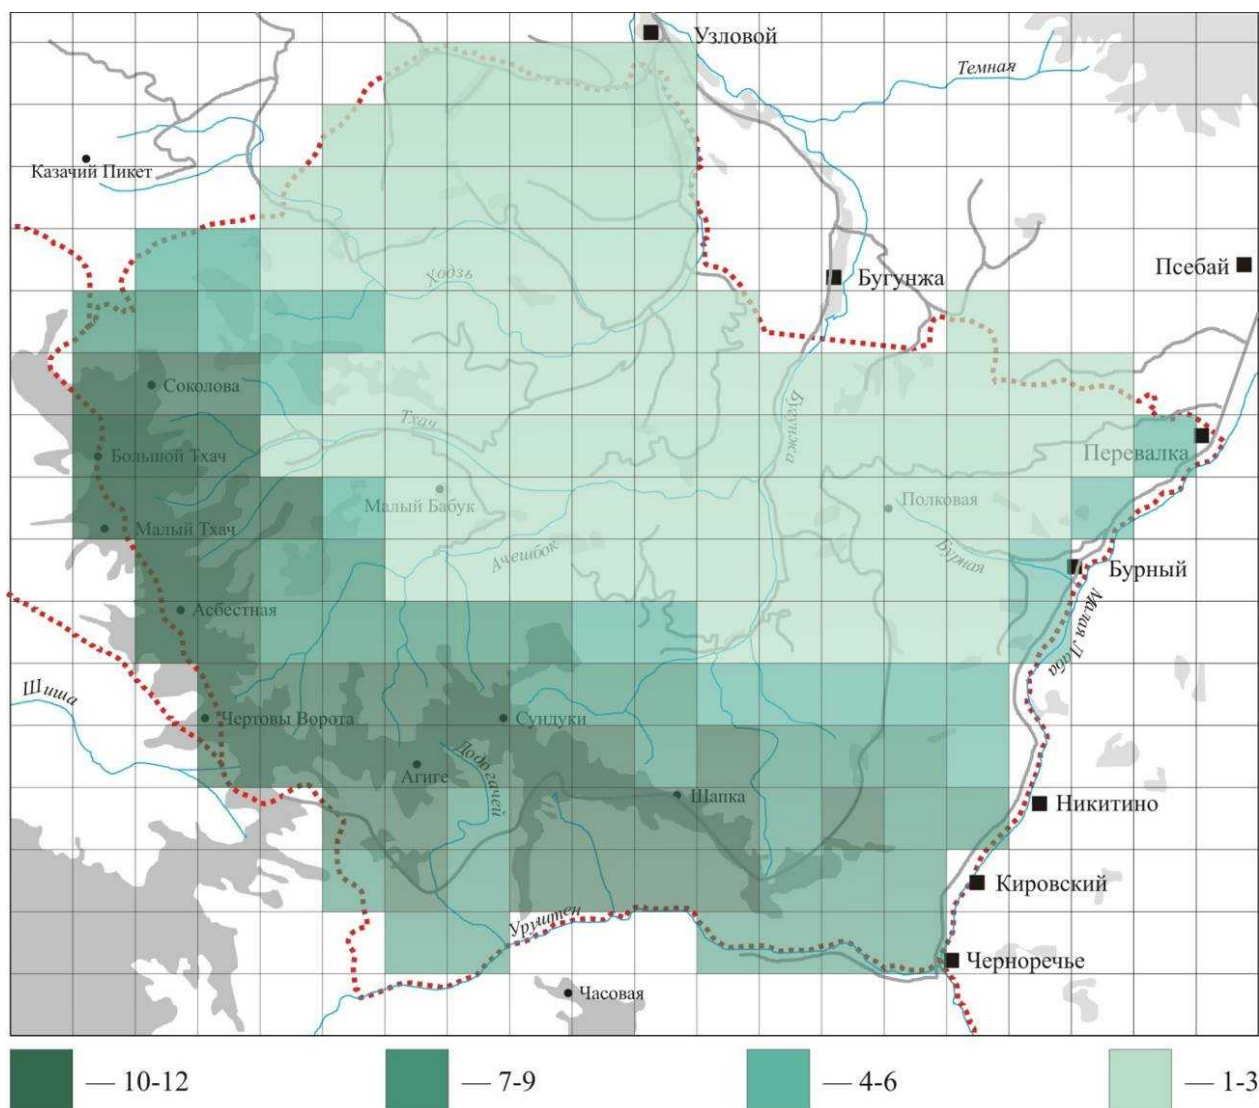 Узловой
Темная
Казачий Пикет
Ходзь
Бугунжа
Псебай
Соколова
Тхач
Бугунжа
Перевалка
Большой Тхач
Малый Бабук
Полковая
Малый Тхач
Ачешбок
Бурная
Бурный
Асбестная
Малая Лаба
Шиша
Чертовы Ворота
Сундуки
Додогачей
Агиге
Шапка
Никитино
Кировский
Уруштен
Черноречье
Часовая
— 10-12
— 7-9
— 4-6
— 1-3